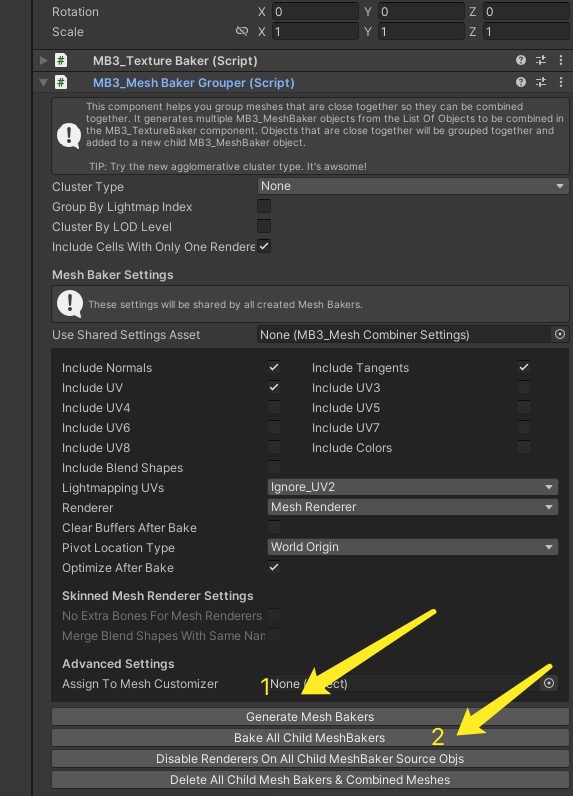 Rotation X 0 Y 0 Z 0
Scale X 1 Y 1 Z 1
# MB3_Texture Baker (Script)
# MB3_Mesh Baker Grouper (Script)
This component helps you group meshes that are close together so they can be combined
together. It generates multiple MB3_MeshBaker objects from the List Of Objects to be combined in
the MB3_TextureBaker component. Objects that are close together will be grouped together and
added to a new child MB3_MeshBaker object.
TIP: Try the new agglomerative cluster type. It's awsome!
Cluster Type None
Group By Lightmap Index
Cluster By LOD Level
Include Cells With Only One Rendere
Mesh Baker Settings
These settings will be shared by all created Mesh Bakers.
Use Shared Settings Asset None (MB3_Mesh Combiner Settings)
Include Normals Include Tangents
Include UV Include UV3
Include UV4 Include UV5
Include UV6 Include UV7
Include UV8 Include Colors
Include Blend Shapes
Lightmapping UVs Ignore_UV2
Renderer Mesh Renderer
Clear Buffers After Bake
Pivot Location Type World Origin
Optimize After Bake
Skinned Mesh Renderer Settings
No Extra Bones For Mesh Renderers
Merge Blend Shapes With Same Nam
Advanced Settings
Assign To Mesh Customizer 1 None (
Generate Mesh Bakers
Bake All Child MeshBakers 2
Disable Renderers On All Child MeshBaker Source Objs
Delete All Child Mesh Bakers & Combined Meshes